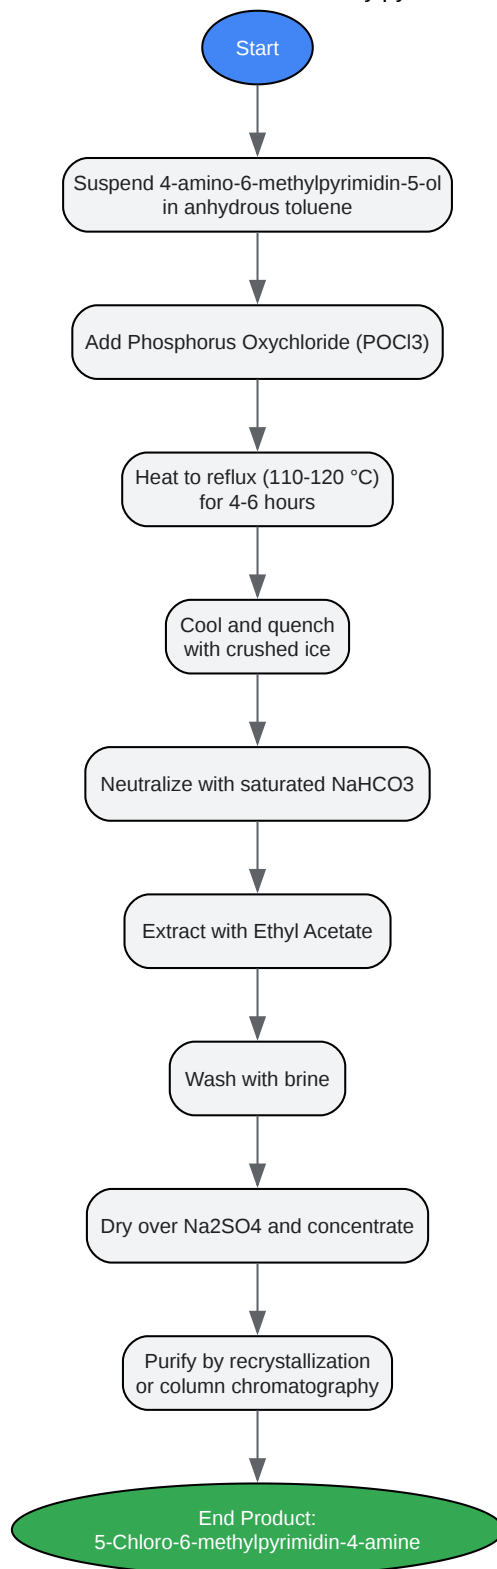 Start
Suspend 4-amino-6-methylpyrimidin-5-ol
in anhydrous toluene
Add Phosphorus Oxychloride (POCl3)
Heat to reflux (110-120 °C)
for 4-6 hours
Cool and quench
with crushed ice
Neutralize with saturated NaHCO3
Extract with Ethyl Acetate
Wash with brine
Dry over Na2SO4 and concentrate
Purify by recrystallization
or column chromatography
End Product:
5-Chloro-6-methylpyrimidin-4-amine